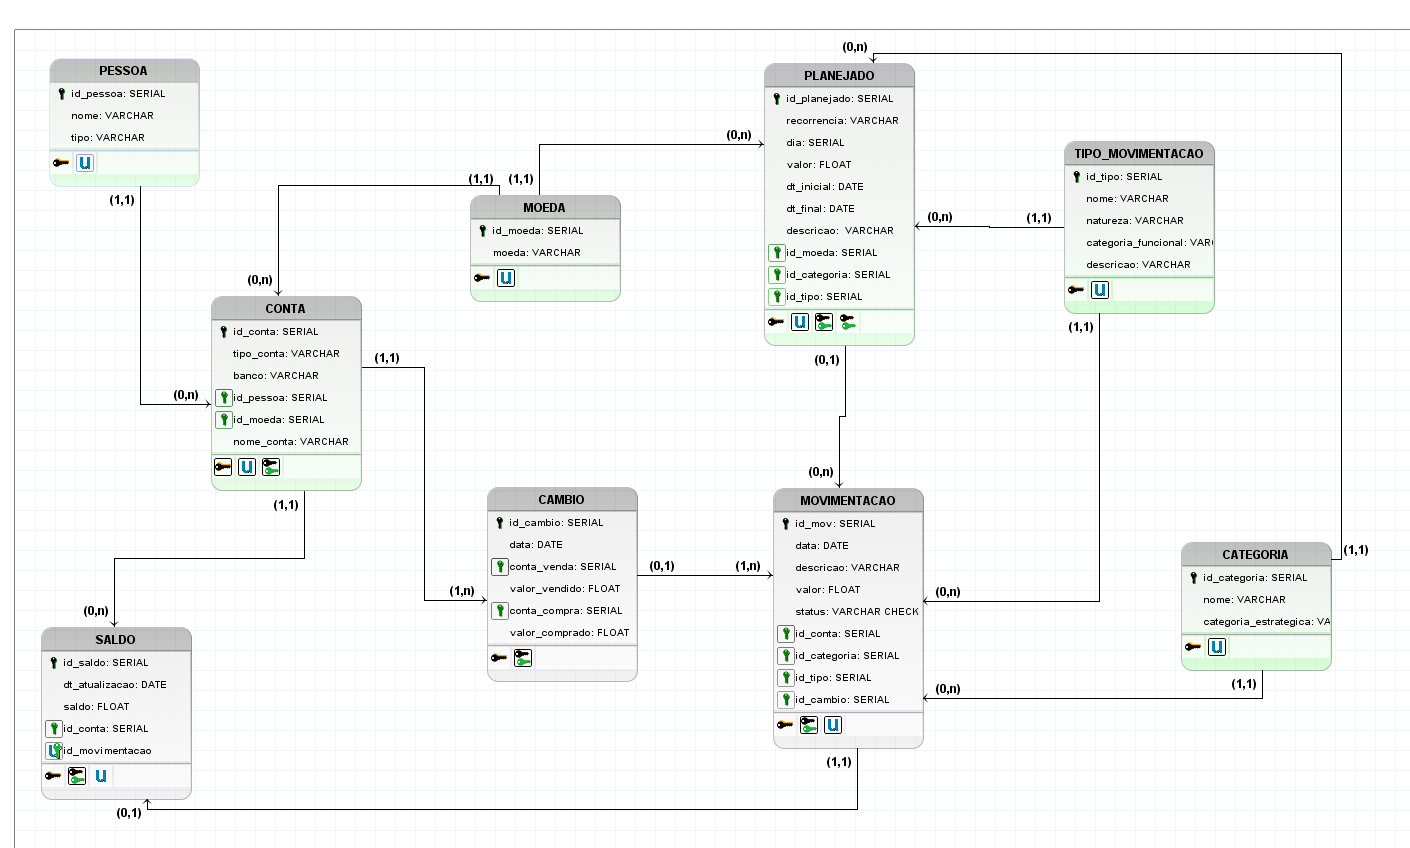 PESSOA
id_pessoa: SERIAL
nome: VARCHAR
tipo: VARCHAR
U
(1,1)
(0,n)
MOEDA
id_moeda: SERIAL
moeda: VARCHAR
U
(1,1)
(1,1)
(0,n)
(0,n)
PLANEJADO
id_planejado: SERIAL
recorrencia: VARCHAR
dia: SERIAL
valor: FLOAT
dt_inicial: DATE
dt_final: DATE
descricao: VARCHAR
id_moeda: SERIAL
id_categoria: SERIAL
id_tipo: SERIAL
U
(0,n)
(0,n)
(1,1)
(0,1)
(0,n)
TIPO_MOVIMENTACAO
id_tipo: SERIAL
nome: VARCHAR
natureza: VARCHAR
categoria_funcional: VAR
descricao: VARCHAR
U
(1,1)
(0,n)
CONTA
id_conta: SERIAL
tipo_conta: VARCHAR
banco: VARCHAR
id_pessoa: SERIAL
id_moeda: SERIAL
nome_conta: VARCHAR
U
(1,1)
(1,n)
(1,1)
(0,n)
CAMBIO
id_cambio: SERIAL
data: DATE
conta_venda: SERIAL
valor_vendido: FLOAT
conta_compra: SERIAL
valor_comprado: FLOAT
(0,1)
(1,n)
MOVIMENTACAO
id_mov: SERIAL
data: DATE
descricao: VARCHAR
valor: FLOAT
status: VARCHAR CHECK
id_conta: SERIAL
id_categoria: SERIAL
id_tipo: SERIAL
id_cambio: SERIAL
U
(1,1)
(0,1)
CATEGORIA
id_categoria: SERIAL
nome: VARCHAR
categoria_estrategica: VA
U
(1,1)
(1,1)
SALDO
id_saldo: SERIAL
dt_atualizacao: DATE
saldo: FLOAT
id_conta: SERIAL
id_movimentacao
U